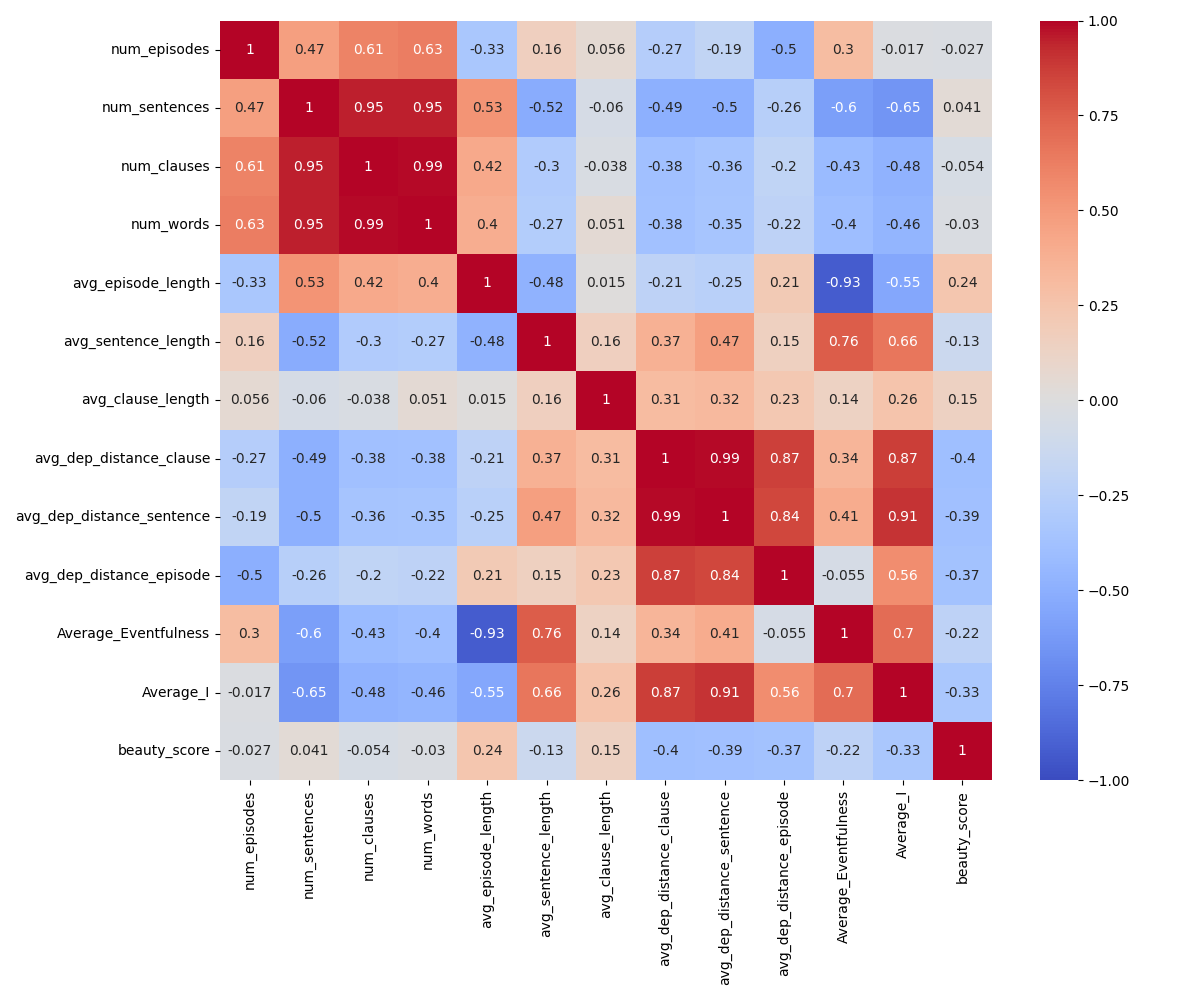 num_episodes 1 0.47 0.61 0.63 -0.33 0.16 0.056 -0.27 -0.19 -0.5 0.3 -0.017 -0.027
num_sentences 0.47 1 0.95 0.95 0.53 -0.52 -0.06 -0.49 -0.5 -0.26 -0.6 -0.65 0.041
num_clauses 0.61 0.95 1 0.99 0.42 -0.3 -0.038 -0.38 -0.36 -0.2 -0.43 -0.48 -0.054
num_words 0.63 0.95 0.99 1 0.4 -0.27 0.051 -0.38 -0.35 -0.22 -0.4 -0.46 -0.03
avg_episode_length -0.33 0.53 0.42 0.4 1 -0.48 0.015 -0.21 -0.25 0.21 -0.93 -0.55 0.24
avg_sentence_length 0.16 -0.52 -0.3 -0.27 -0.48 1 0.16 0.37 0.47 0.15 0.76 0.66 -0.13
avg_clause_length 0.056 -0.06 -0.038 0.051 0.015 0.16 1 0.31 0.32 0.23 0.14 0.26 0.15
avg_dep_distance_clause -0.27 -0.49 -0.38 -0.38 -0.21 0.37 0.31 1 0.99 0.87 0.34 0.87 -0.4
avg_dep_distance_sentence -0.19 -0.5 -0.36 -0.35 -0.25 0.47 0.32 0.99 1 0.84 0.41 0.91 -0.39
avg_dep_distance_episode -0.5 -0.26 -0.2 -0.22 0.21 0.15 0.23 0.87 0.84 1 -0.055 0.56 -0.37
Average_Eventfulness 0.3 -0.6 -0.43 -0.4 -0.93 0.76 0.14 0.34 0.41 -0.055 1 0.7 -0.22
Average_I -0.017 -0.65 -0.48 -0.46 -0.55 0.66 0.26 0.87 0.91 0.56 0.7 1 -0.33
beauty_score -0.027 0.041 -0.054 -0.03 0.24 -0.13 0.15 -0.4 -0.39 -0.37 -0.22 -0.33 1
num_episodes
num_sentences
num_clauses
num_words
avg_episode_length
avg_sentence_length
avg_clause_length
avg_dep_distance_clause
avg_dep_distance_sentence
avg_dep_distance_episode
Average_Eventfulness
Average_I
beauty_score
1.00
0.75
0.50
0.25
0.00
−0.25
−0.50
−0.75
−1.00